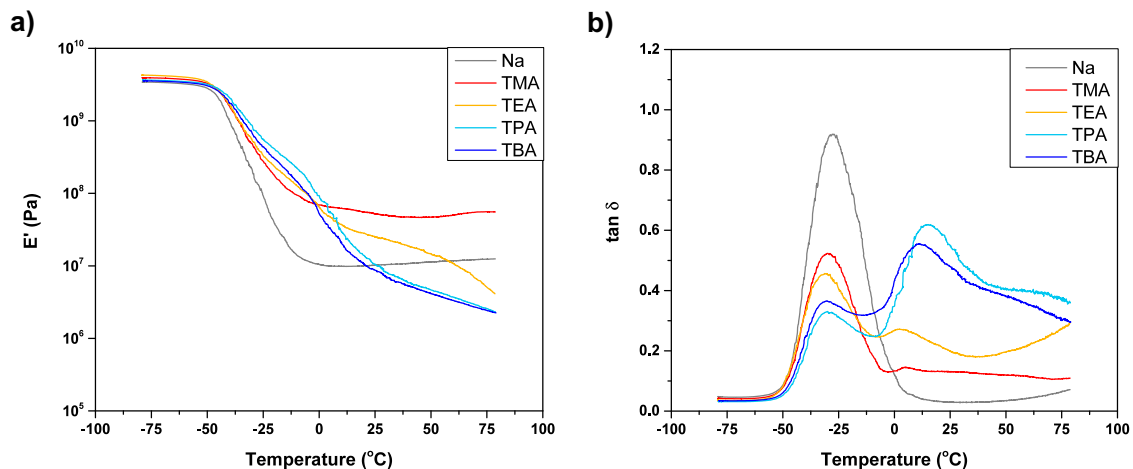 a)
10^10
10^9
10^8
10^7
10^6
10^5
E' (Pa)
-100 -75 -50 -25 0 25 50 75 100
Temperature (°C)
Na
TMA
TEA
TPA
TBA
b)
1.2
1.0
0.8
0.6
0.4
0.2
0.0
tan δ
-100 -75 -50 -25 0 25 50 75 100
Temperature (°C)
Na
TMA
TEA
TPA
TBA